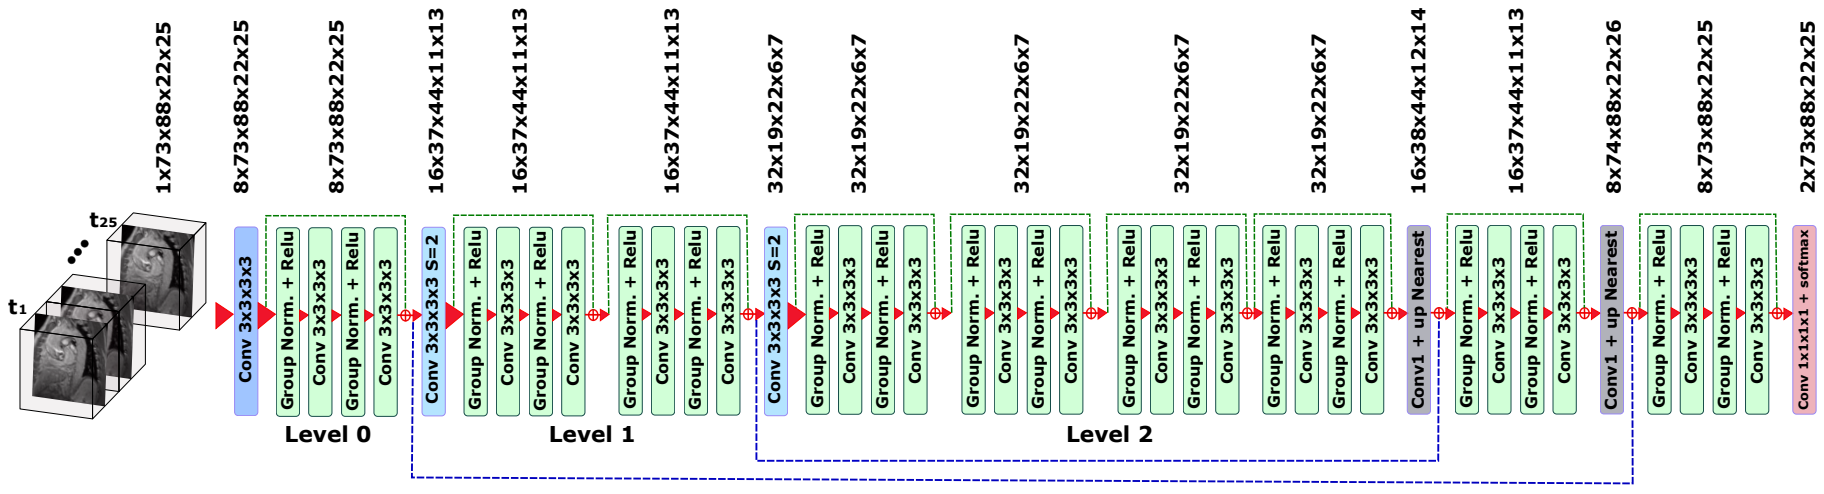 1x73x88x22x25
8x73x88x22x25
8x73x88x22x25
16x37x44x11x13
16x37x44x11x13
16x37x44x11x13
32x19x22x6x7
32x19x22x6x7
32x19x22x6x7
32x19x22x6x7
32x19x22x6x7
16x38x44x12x14
16x37x44x11x13
8x74x88x22x26
8x73x88x22x25
2x73x88x22x25
t25
t1
Conv 3x3x3x3
Group Norm. + Relu
Conv 3x3x3x3
Group Norm. + Relu
Conv 3x3x3x3
Conv 3x3x3x3 S=2
Group Norm. + Relu
Conv 3x3x3x3
Group Norm. + Relu
Conv 3x3x3x3
Group Norm. + Relu
Conv 3x3x3x3
Group Norm. + Relu
Conv 3x3x3x3
Conv 3x3x3x3 S=2
Group Norm. + Relu
Conv 3x3x3x3
Group Norm. + Relu
Conv 3x3x3x3
Group Norm. + Relu
Conv 3x3x3x3
Group Norm. + Relu
Conv 3x3x3x3
Group Norm. + Relu
Conv 3x3x3x3
Group Norm. + Relu
Conv 3x3x3x3
Group Norm. + Relu
Conv 3x3x3x3
Group Norm. + Relu
Conv 3x3x3x3
Conv1 + up Nearest
Group Norm. + Relu
Conv 3x3x3x3
Group Norm. + Relu
Conv 3x3x3x3
Conv1 + up Nearest
Group Norm. + Relu
Conv 3x3x3x3
Group Norm. + Relu
Conv 3x3x3x3
Conv 1x1x1x1 + softmax
Level 0
Level 1
Level 2